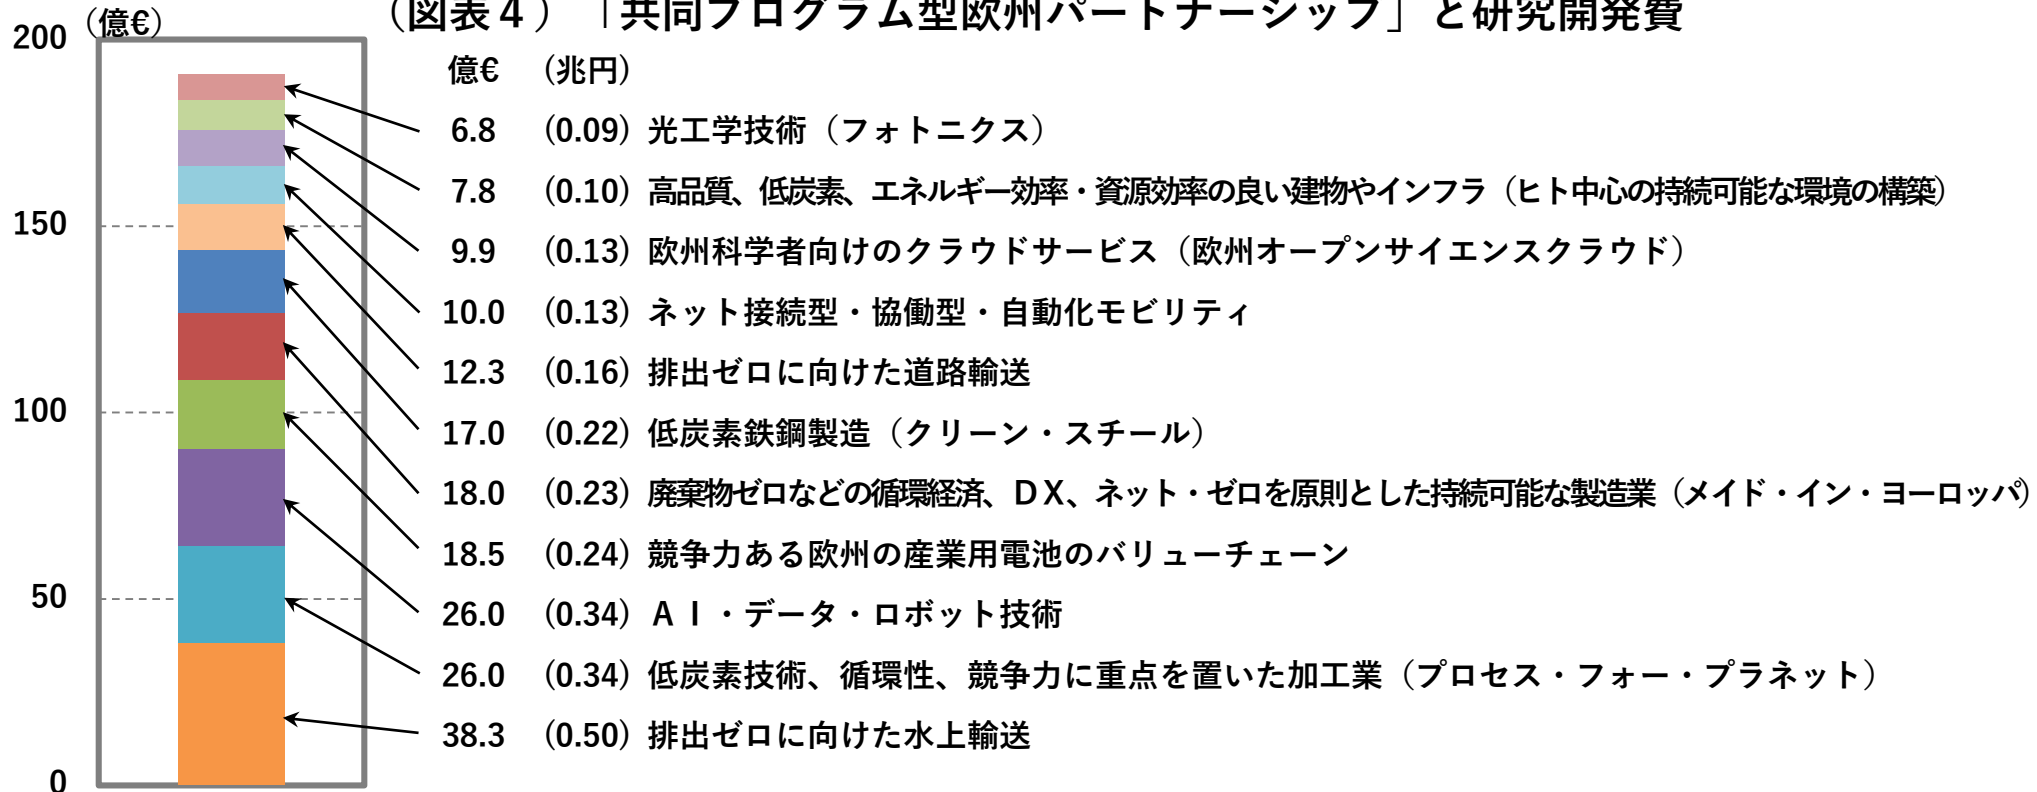 （図表４）「共同プログラム型欧州パートナーシップ」と研究開発費
（億€）
200
150
100
50
0
億€ （兆円）
6.8 （0.09）光工学技術（フォトニクス）
7.8 （0.10）高品質、低炭素、エネルギー効率・資源効率の良い建物やインフラ（ヒト中心の持続可能な環境の構築）
9.9 （0.13）欧州科学者向けのクラウドサービス（欧州オープンサイエンスクラウド）
10.0 （0.13）ネット接続型・協働型・自動化モビリティ
12.3 （0.16）排出ゼロに向けた道路輸送
17.0 （0.22）低炭素鉄鋼製造（クリーン・スチール）
18.0 （0.23）廃棄物ゼロなどの循環経済、ＤＸ、ネット・ゼロを原則とした持続可能な製造業（メイド・イン・ヨーロッパ）
18.5 （0.24）競争力ある欧州の産業用電池のバリューチェーン
26.0 （0.34）ＡＩ・データ・ロボット技術
26.0 （0.34）低炭素技術、循環性、競争力に重点を置いた加工業（プロセス・フォー・プラネット）
38.3 （0.50）排出ゼロに向けた水上輸送